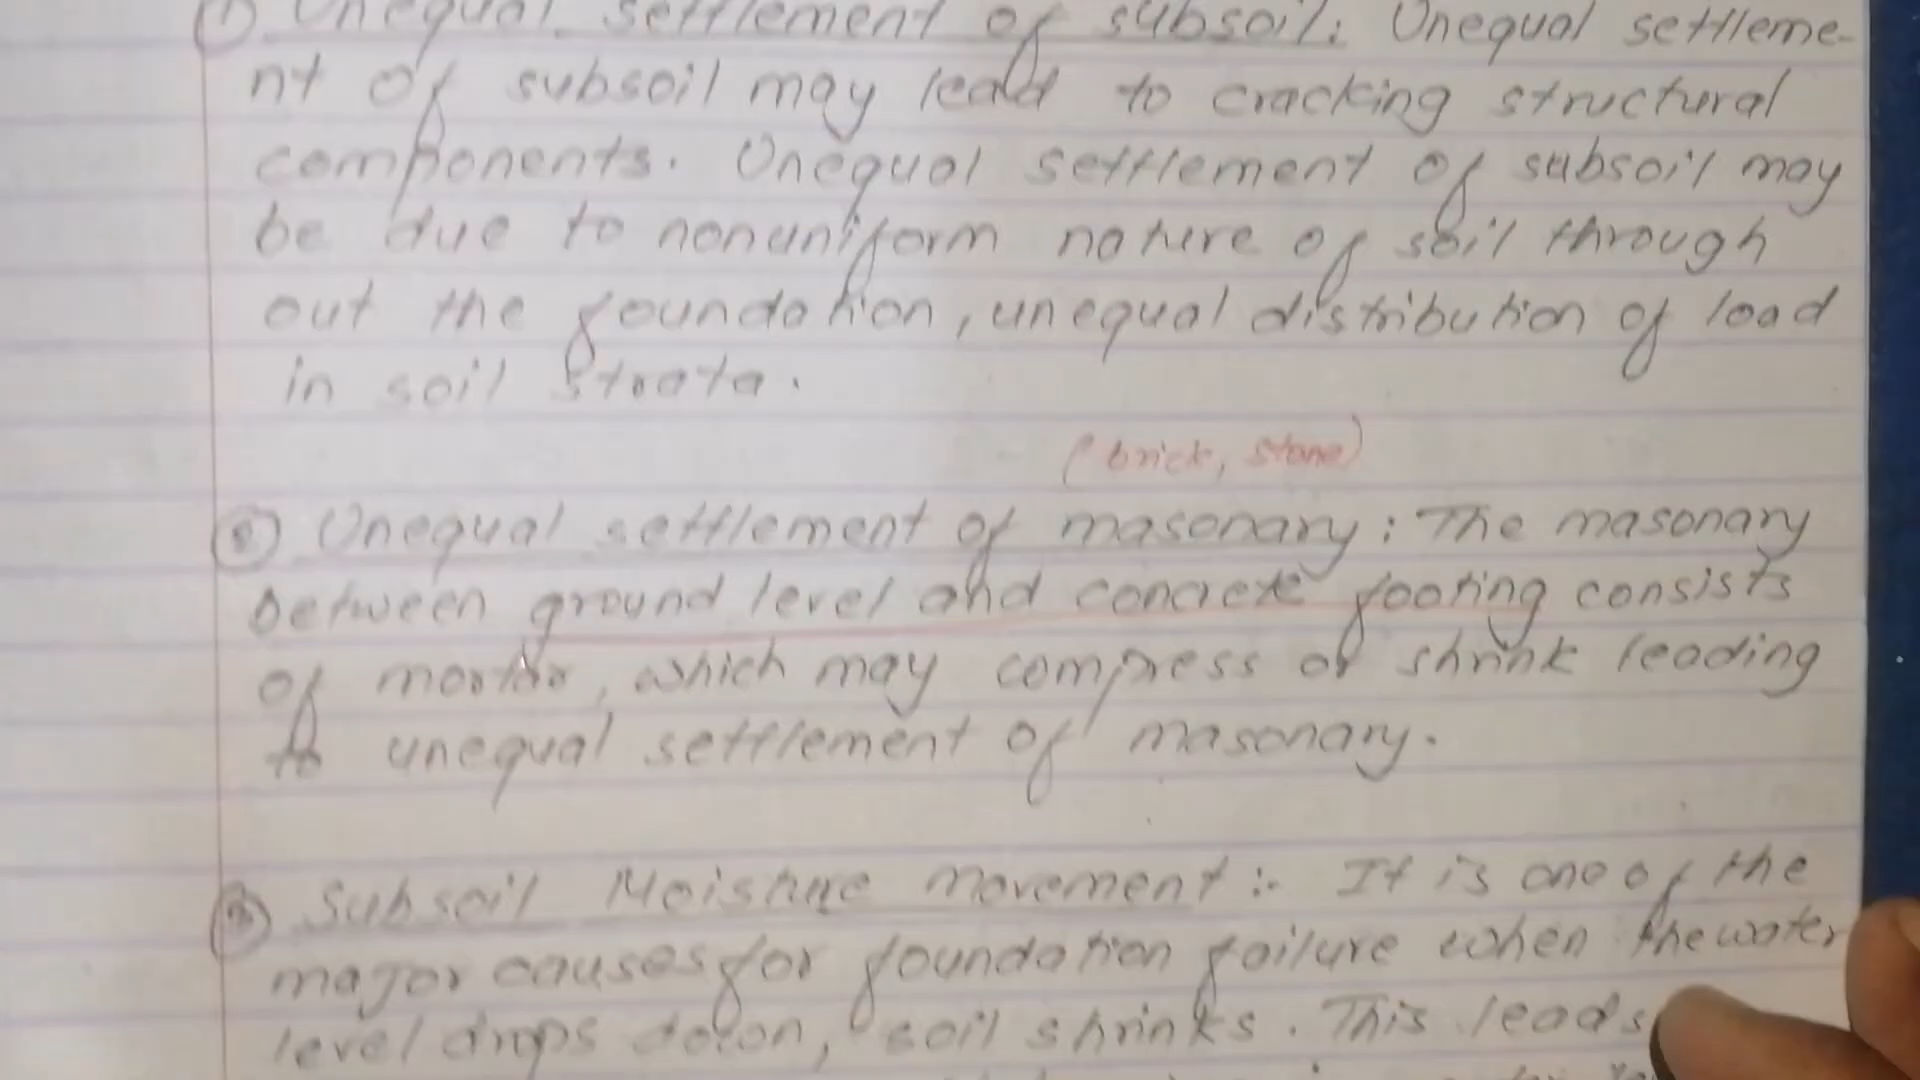 ① Unequal settlement of subsoil: Unequal settleme-
nt of subsoil may lead to cracking structural
components. Unequal settlement of subsoil may
be due to nonuniform nature of soil through
out the foundation, unequal distribution of load
in soil strata.
(brick, stone)
② Unequal settlement of masonary: The masonary
between ground level and concrete footing consists
of mortar, which may compress or shrink leading
to unequal settlement of masonary.
③ Subsoil Moisture movement:- It is one of the
major causes for foundation failure when the water
level drops down, soil shrinks. This leads